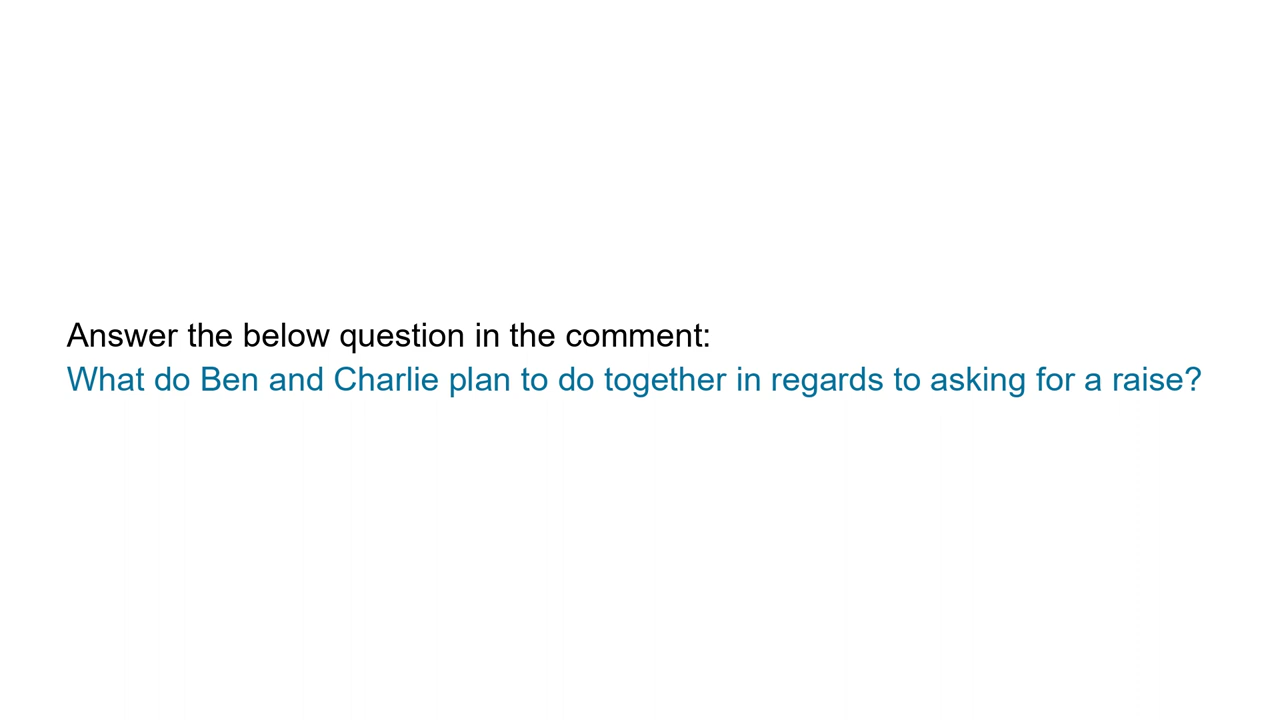 Answer the below question in the comment:
What do Ben and Charlie plan to do together in regards to asking for a raise?